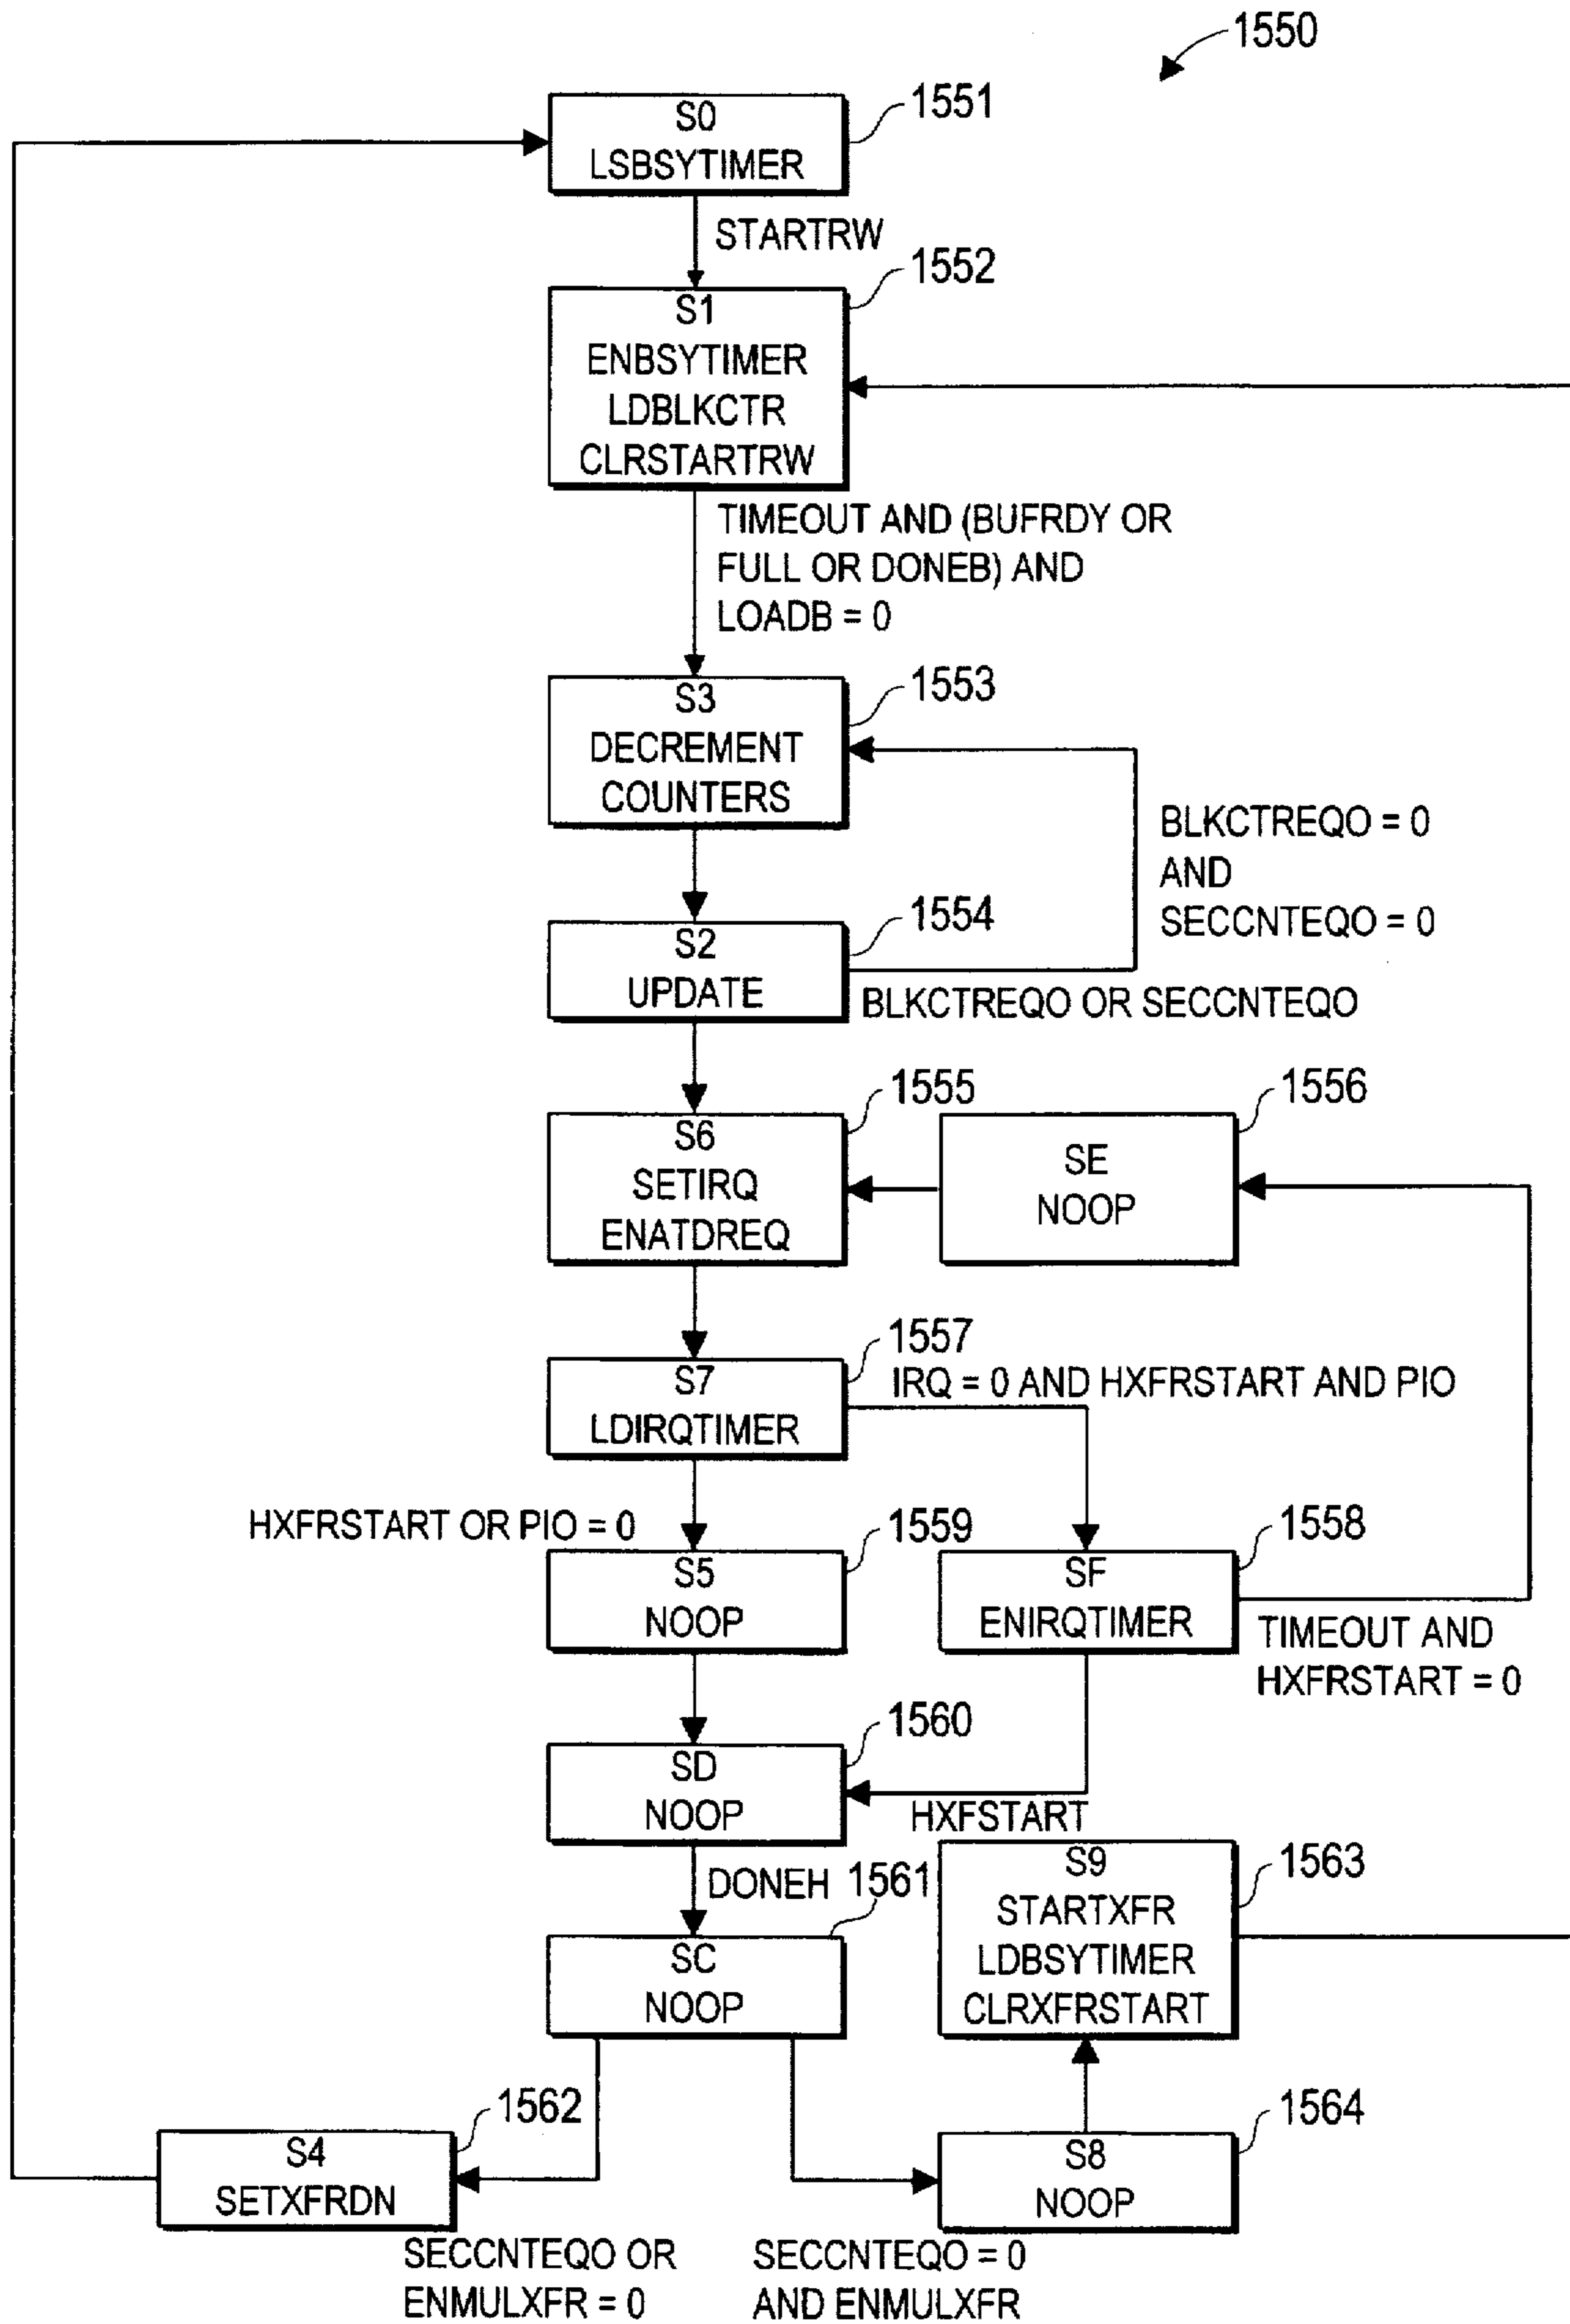 1550
S0
LSBSYTIMER
1551
STARTRW
1552
S1
ENBSYTIMER
LDBLKCTR
CLRSTARTRW
TIMEOUT AND (BUFRDY OR
FULL OR DONEB) AND
LOADB = 0
1553
S3
DECREMENT
COUNTERS
BLKCTREQO = 0
AND
SECCNTEQO = 0
1554
S2
UPDATE
BLKCTREQO OR SECCNTEQO
1555
S6
SETIRQ
ENATDREQ
1556
SE
NOOP
1557
S7
LDIRQTIMER
IRQ = 0 AND HXFRSTART AND PIO
HXFRSTART OR PIO = 0
1559
S5
NOOP
1558
SF
ENIRQTIMER
TIMEOUT AND
HXFRSTART = 0
1560
SD
NOOP
HXFSTART
DONEH
1561
SC
NOOP
1563
S9
STARTXFR
LDBSYTIMER
CLRXFRSTART
1562
S4
SETXFRDN
1564
S8
NOOP
SECCNTEQO OR
ENMULXFR = 0
SECCNTEQO = 0
AND ENMULXFR